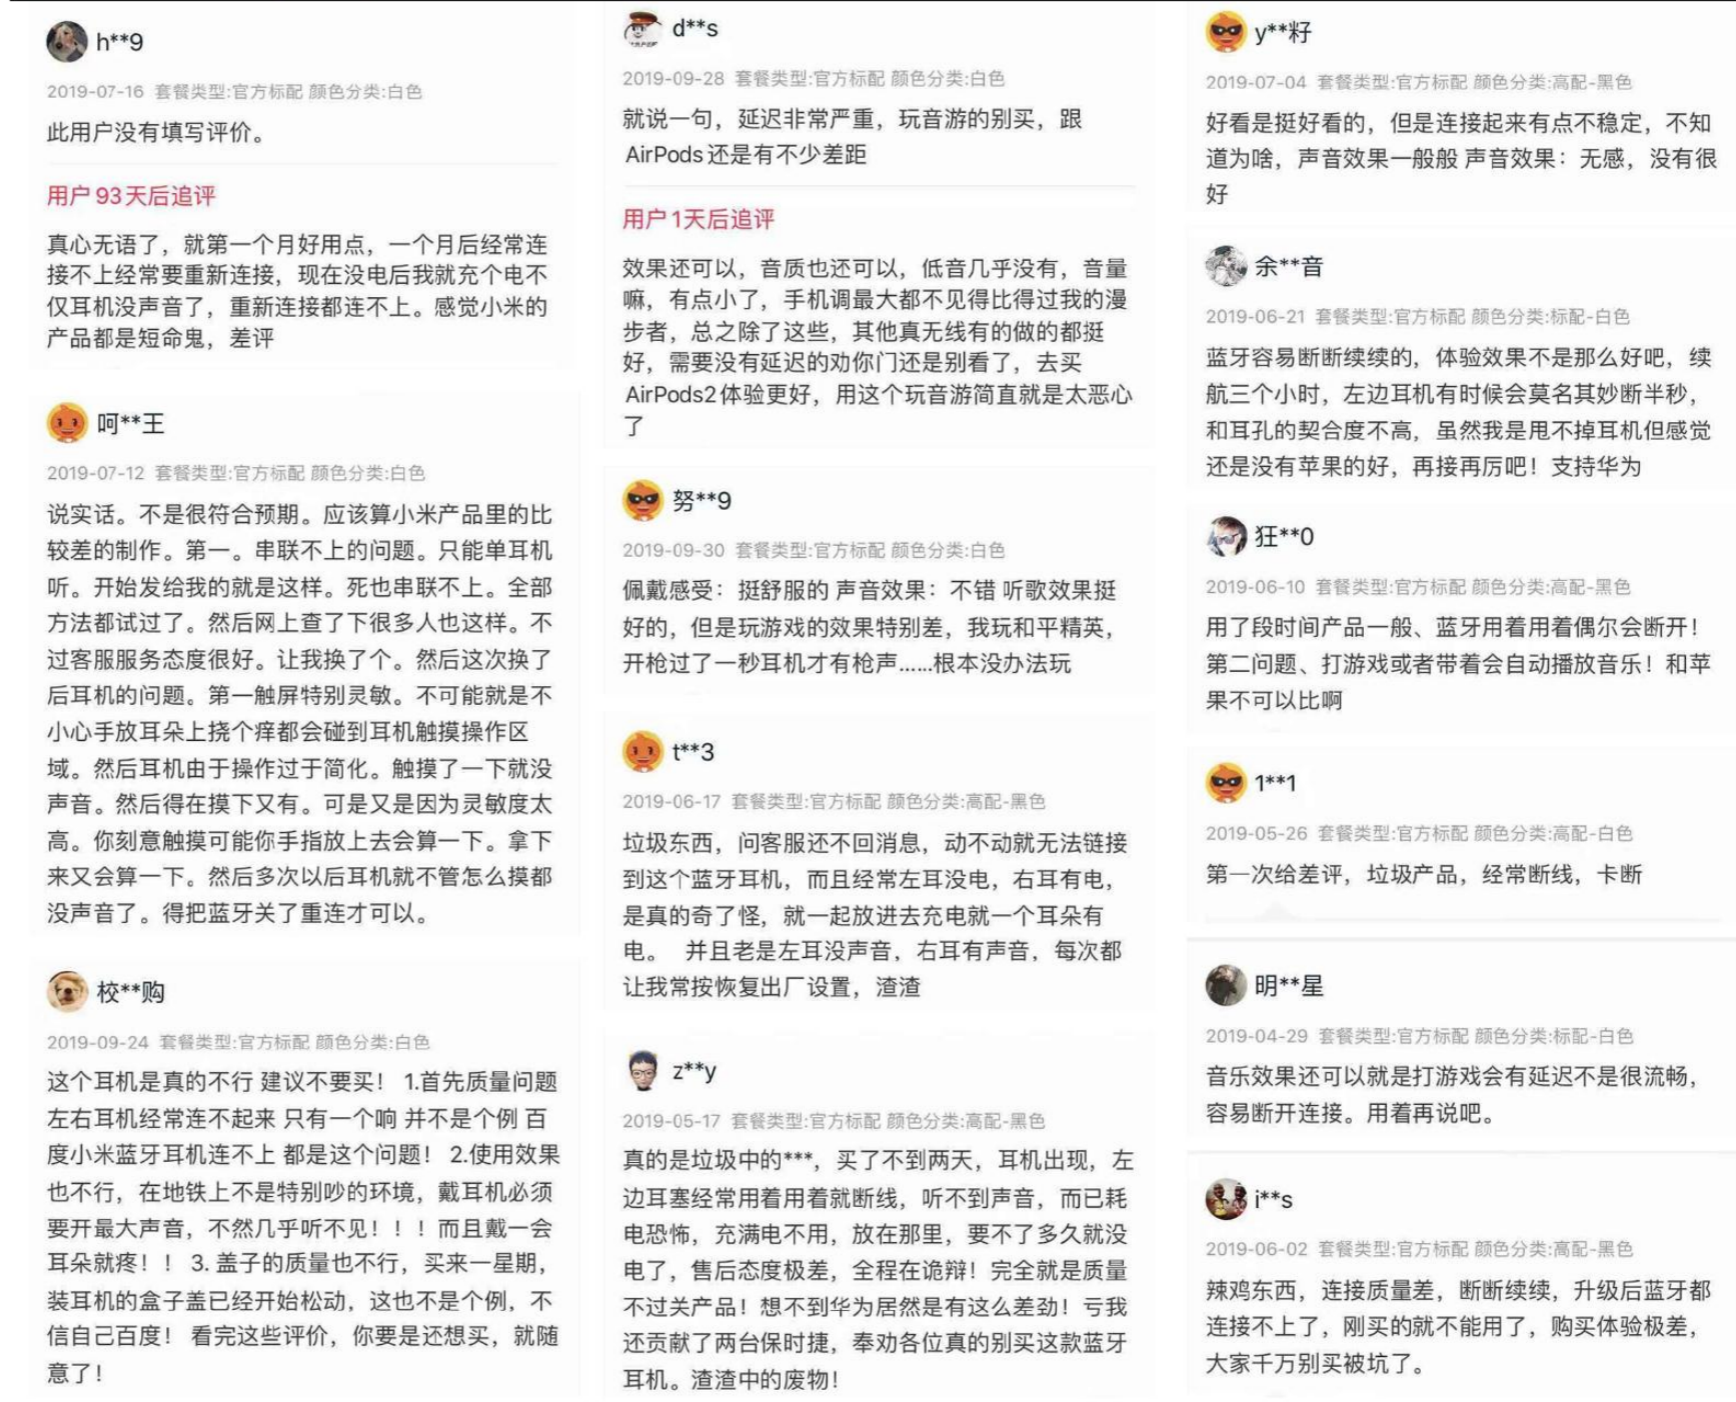 h**9
2019-07-16 套餐类型:官方标配 颜色分类:白色
此用户没有填写评价。
用户93天后追评
真心无语了，就第一个月好用点，一个月后经常连
接不上经常要重新连接，现在没电后我就充个电不
仅耳机没声音了，重新连接都连不上。感觉小米的
产品都是短命鬼，差评
呵**王
2019-07-12 套餐类型:官方标配 颜色分类:白色
说实话。不是很符合预期。应该算小米产品里的比
较差的制作。第一。串联不上的问题。只能单耳机
听。开始发给我的就是这样。死也串联不上。全部
方法都试过了。然后网上查了下很多人也这样。不
过客服服务态度很好。让我换了个。然后这次换了
后耳机的问题。第一触屏特别灵敏。不可能就是不
小心手放耳朵上挠个痒都会碰到耳机触摸操作区
域。然后耳机由于操作过于简化。触摸了一下就没
声音。然后得在摸下又有。可是又是因为灵敏度太
高。你刻意触摸可能你手指放上去会算一下。拿下
来又会算一下。然后多次以后耳机就不管怎么摸都
没声音了。得把蓝牙关了重连才可以。
校**购
2019-09-24 套餐类型:官方标配 颜色分类:白色
这个耳机是真的不行 建议不要买！ 1.首先质量问题
左右耳机经常连不起来 只有一个响 并不是个例 百
度小米蓝牙耳机连不上 都是这个问题！ 2.使用效果
也不行，在地铁上不是特别吵的环境，戴耳机必须
要开最大声音，不然几乎听不见！！！而且戴一会
耳朵就疼！！ 3. 盖子的质量也不行，买来一星期，
装耳机的盒子盖已经开始松动，这也不是个例，不
信自己百度！ 看完这些评价，你要是还想买，就随
意了！
d**s
2019-09-28 套餐类型:官方标配 颜色分类:白色
就说一句，延迟非常严重，玩音游的别买，跟
AirPods还是有不少差距
用户1天后追评
效果还可以，音质也还可以，低音几乎没有，音量
嘛，有点小了，手机调最大都不见得比得过我的漫
步者，总之除了这些，其他真无线有的做的都挺
好，需要没有延迟的劝你门还是别看了，去买
AirPods2体验更好，用这个玩音游简直就是太恶心
了
努**9
2019-09-30 套餐类型:官方标配 颜色分类:白色
佩戴感受：挺舒服的 声音效果：不错 听歌效果挺
好的，但是玩游戏的效果特别差，我玩和平精英，
开枪过了一秒耳机才有枪声......根本没办法玩
t**3
2019-06-17 套餐类型:官方标配 颜色分类:高配-黑色
垃圾东西，问客服还不回消息，动不动就无法链接
到这个蓝牙耳机，而且经常左耳没电，右耳有电，
是真的奇了怪，就一起放进去充电就一个耳朵有
电。 并且老是左耳没声音，右耳有声音，每次都
让我常按恢复出厂设置，渣渣
z**y
2019-05-17 套餐类型:官方标配 颜色分类:高配-黑色
真的是垃圾中的***，买了不到两天，耳机出现，左
边耳塞经常用着用着就断线，听不到声音，而已耗
电恐怖，充满电不用，放在那里，要不了多久就没
电了，售后态度极差，全程在诡辩！完全就是质量
不过关产品！想不到华为居然是有这么差劲！亏我
还贡献了两台保时捷，奉劝各位真的别买这款蓝牙
耳机。渣渣中的废物！
y**籽
2019-07-04 套餐类型:官方标配 颜色分类:高配-黑色
好看是挺好看的，但是连接起来有点不稳定，不知
道为啥，声音效果一般般 声音效果：无感，没有很
好
余**音
2019-06-21 套餐类型:官方标配 颜色分类:标配-白色
蓝牙容易断断续续的，体验效果不是那么好吧，续
航三个小时，左边耳机有时候会莫名其妙断半秒，
和耳孔的契合度不高，虽然我是甩不掉耳机但感觉
还是没有苹果的好，再接再厉吧！支持华为
狂**0
2019-06-10 套餐类型:官方标配 颜色分类:高配-黑色
用了段时间产品一般、蓝牙用着用着偶尔会断开！
第二问题、打游戏或者带着会自动播放音乐！和苹
果不可以比啊
1**1
2019-05-26 套餐类型:官方标配 颜色分类:高配-白色
第一次给差评，垃圾产品，经常断线，卡断
明**星
2019-04-29 套餐类型:官方标配 颜色分类:标配-白色
音乐效果还可以就是打游戏会有延迟不是很流畅，
容易断开连接。用着再说吧。
i**s
2019-06-02 套餐类型:官方标配 颜色分类:高配-黑色
辣鸡东西，连接质量差，断断续续，升级后蓝牙都
连接不上了，刚买的就不能用了，购买体验极差，
大家千万别买被坑了。